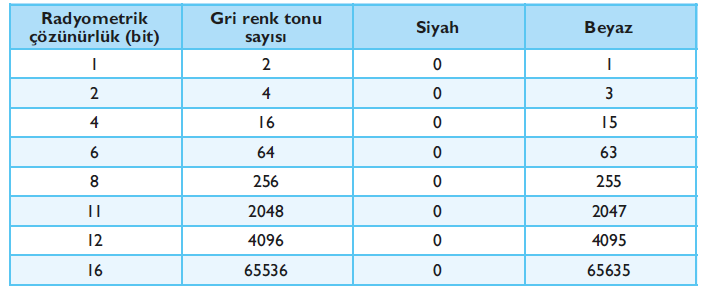 Radyometrik çözünürlük (bit) Gri renk tonu sayısı Siyah Beyaz
1 2 0 1
2 4 0 3
4 16 0 15
6 64 0 63
8 256 0 255
11 2048 0 2047
12 4096 0 4095
16 65536 0 65635